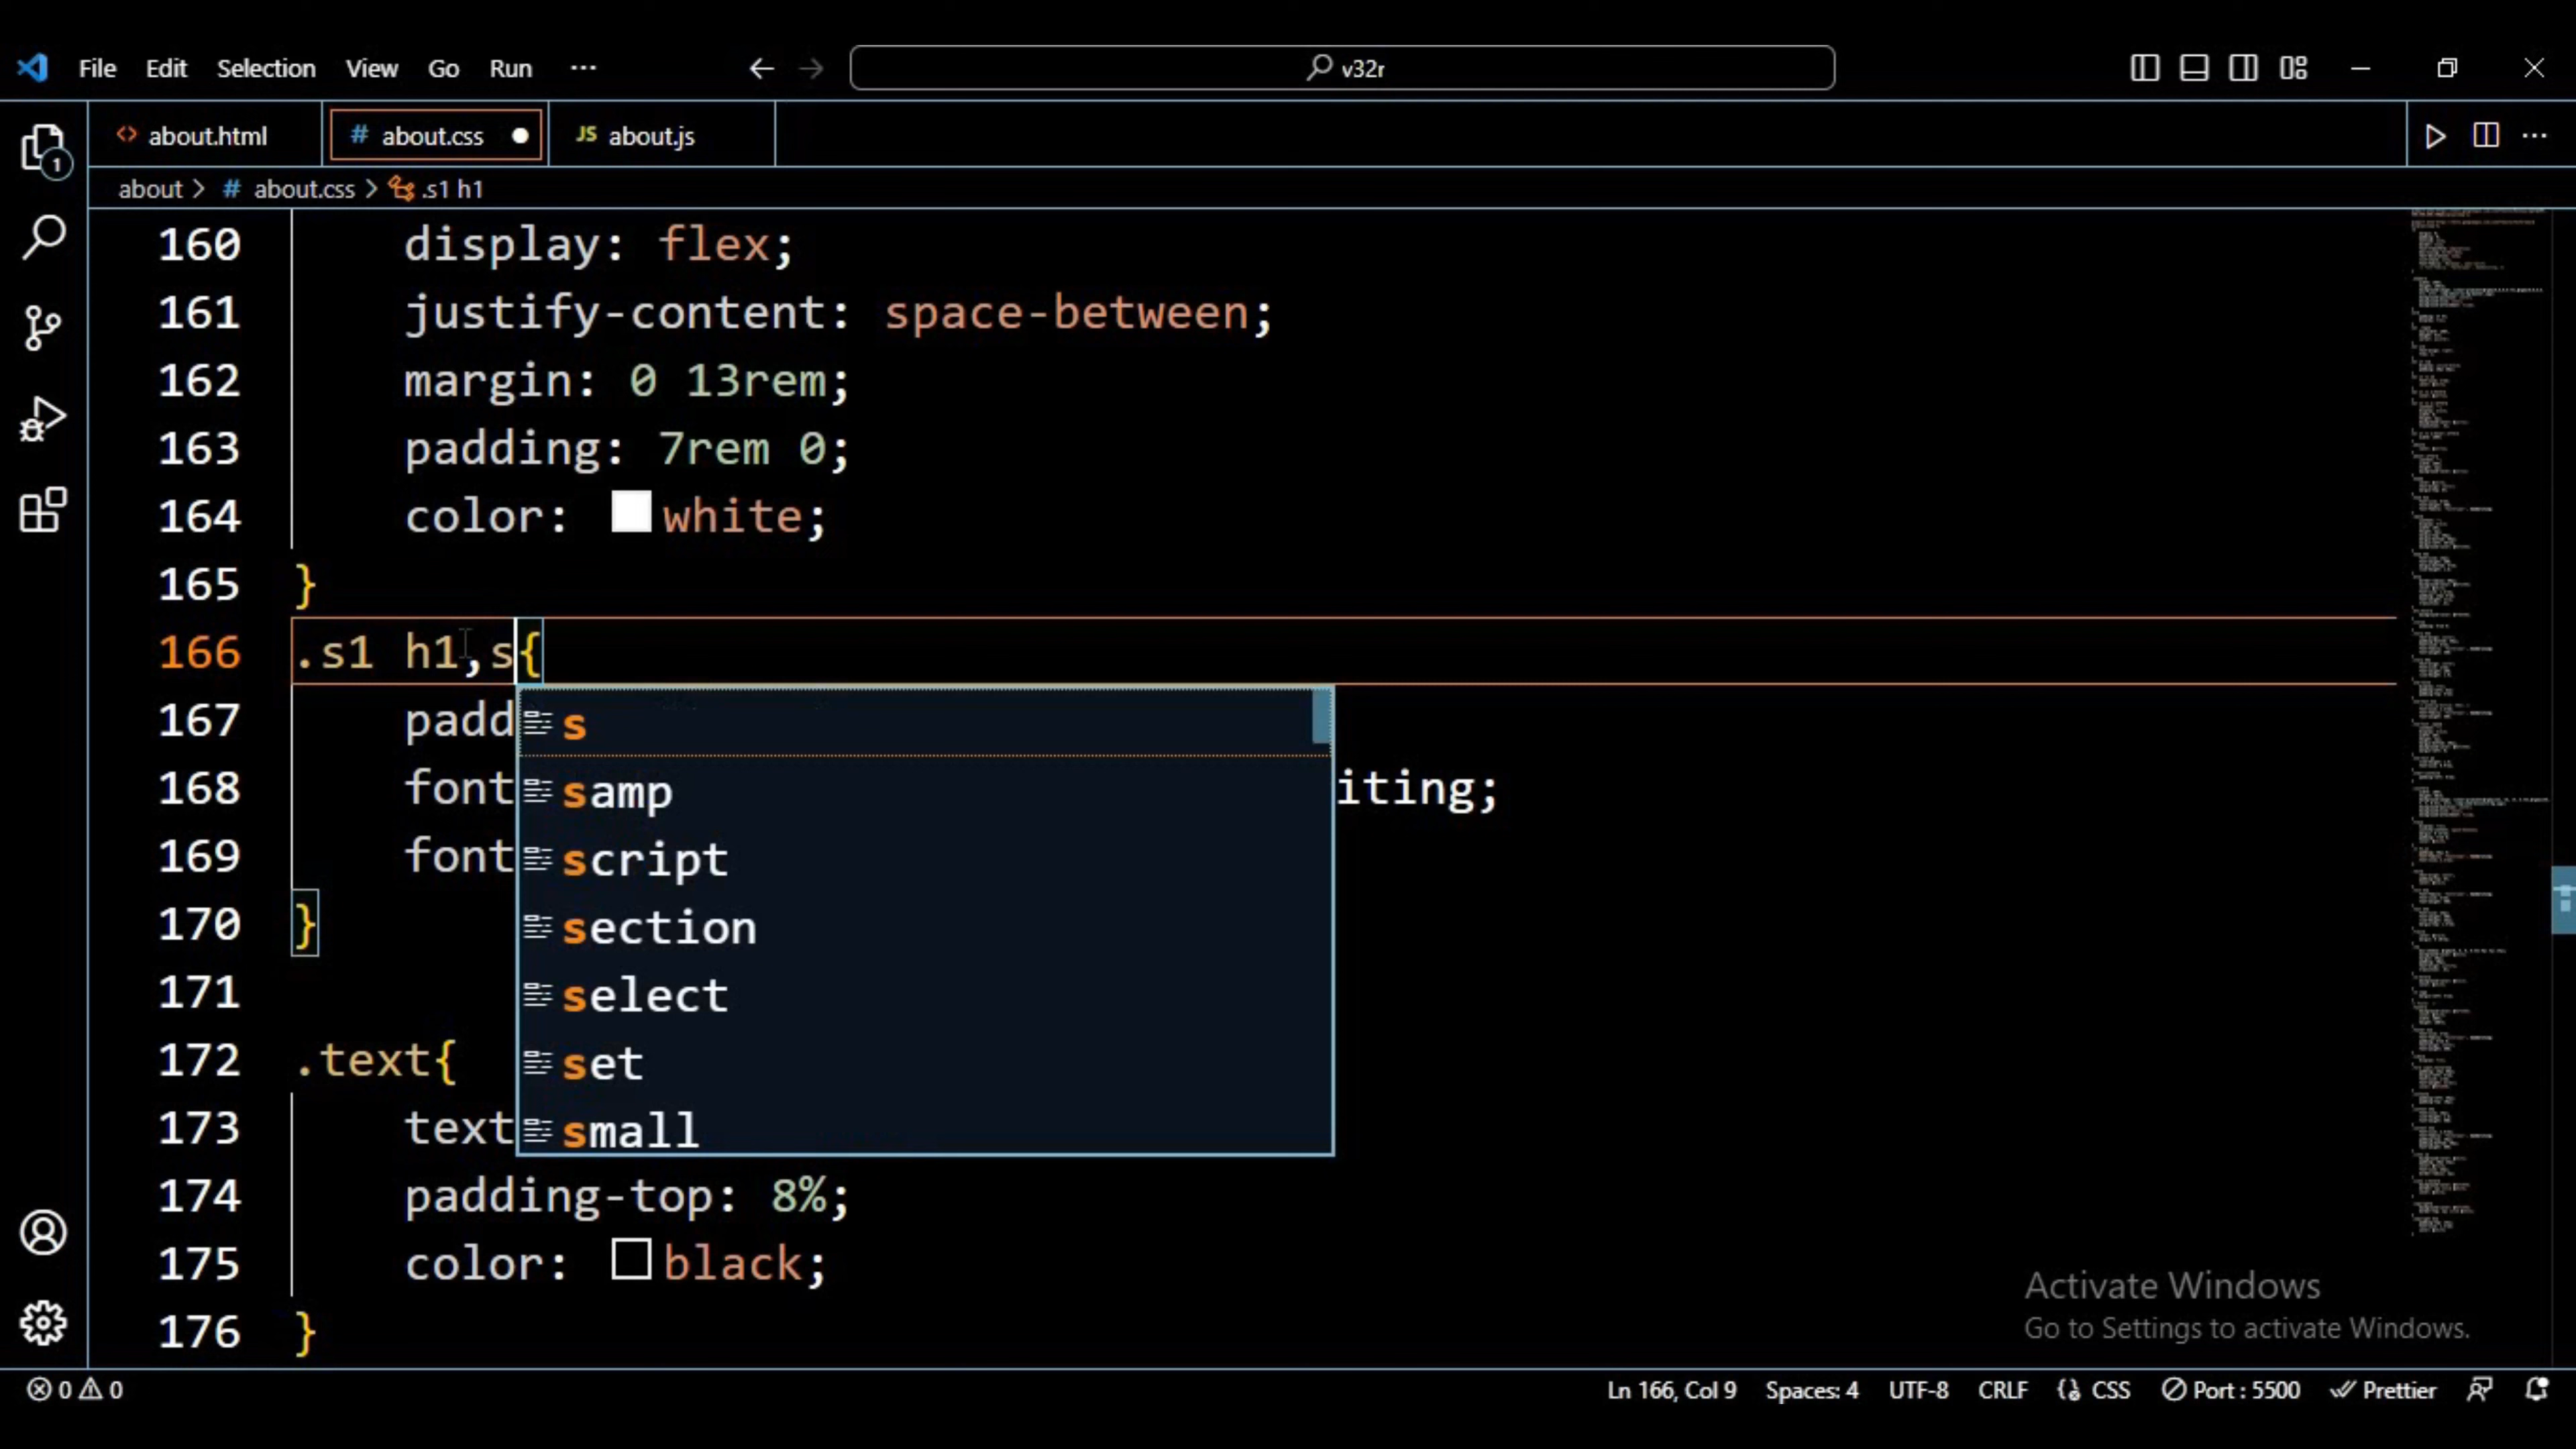 File Edit Selection View Go Run ··· v32r
<> about.html # about.css JS about.js ···
1
about > # about.css > .s1 h1
160 display: flex;
161 justify-content: space-between;
162 margin: 0 13rem;
163 padding: 7rem 0;
164 color: white;
165 }
166 .s1 h1,s{
167 padd s
168 font samp iting;
169 font script
170 } section
171 select
172 .text{ set
173 text small
174 padding-top: 8%;
175 color: black;
176 }
Activate Windows
Go to Settings to activate Windows.
0 0 Ln 166, Col 9 Spaces: 4 UTF-8 CRLF CSS Port : 5500 Prettier